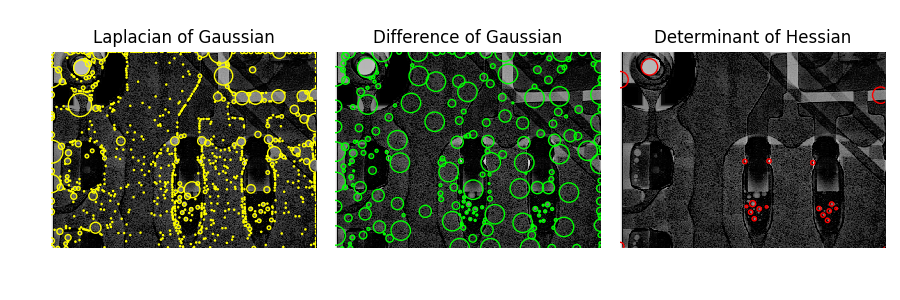 Laplacian of Gaussian
Difference of Gaussian
Determinant of Hessian